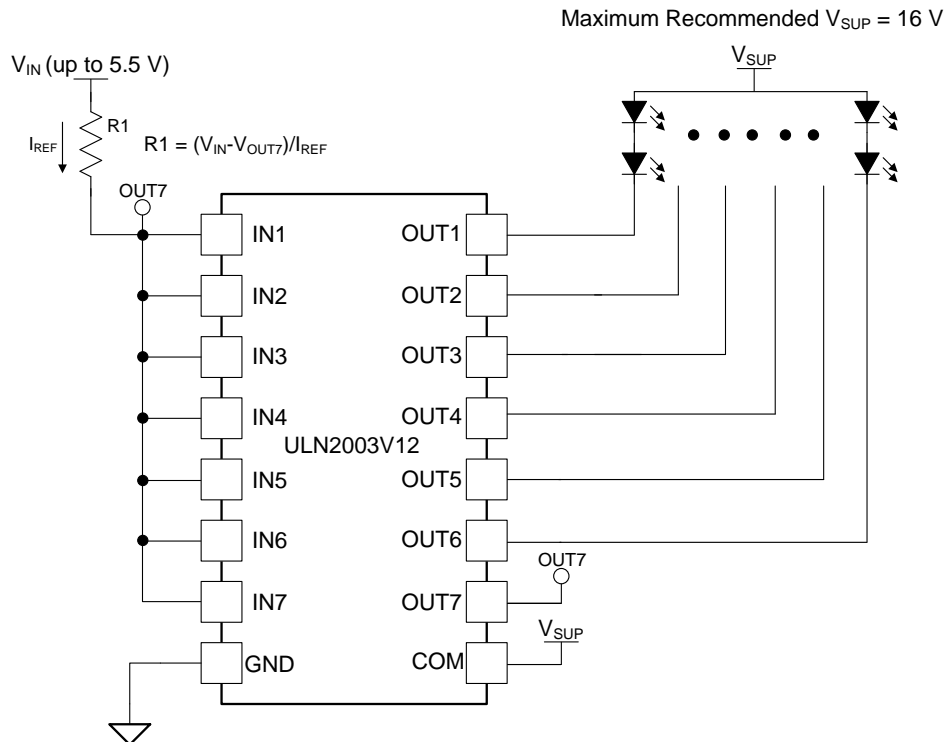 Maximum Recommended VSUP = 16 V
VIN (up to 5.5 V)
VSUP
R1
IREF
R1 = (VIN-VOUT7)/IREF
OUT7
IN1
OUT1
IN2
OUT2
IN3
OUT3
IN4
OUT4
ULN2003V12
IN5
OUT5
IN6
OUT6
OUT7
IN7
OUT7
VSUP
GND
COM